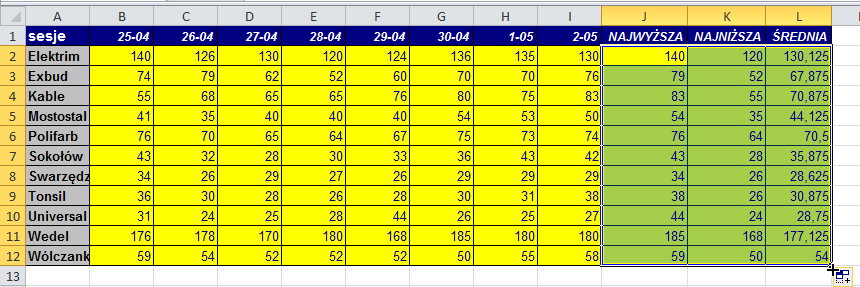 A B C D E F G H I J K L
1 sesje 25-04 26-04 27-04 28-04 29-04 30-04 1-05 2-05 NAJWYŻSZA NAJNIŻSZA ŚREDNIA
2 Elektrim 140 126 130 120 124 136 135 130 140 120 130,125
3 Exbud 74 79 62 52 60 70 70 76 79 52 67,875
4 Kable 55 68 65 65 76 80 75 83 83 55 70,875
5 Mostostal 41 35 40 40 40 54 53 50 54 35 44,125
6 Polifarb 76 70 65 64 67 75 73 74 76 64 70,5
7 Sokołów 43 32 28 30 33 36 43 42 43 28 35,875
8 Swarzędz 34 26 29 27 26 29 29 29 34 26 28,625
9 Tonsil 36 30 28 26 28 30 31 38 38 26 30,875
10 Universal 31 24 25 28 44 26 25 27 44 24 28,75
11 Wedel 176 178 170 180 168 185 180 180 185 168 177,125
12 Wólczank 59 54 52 52 52 50 55 58 59 50 54
13